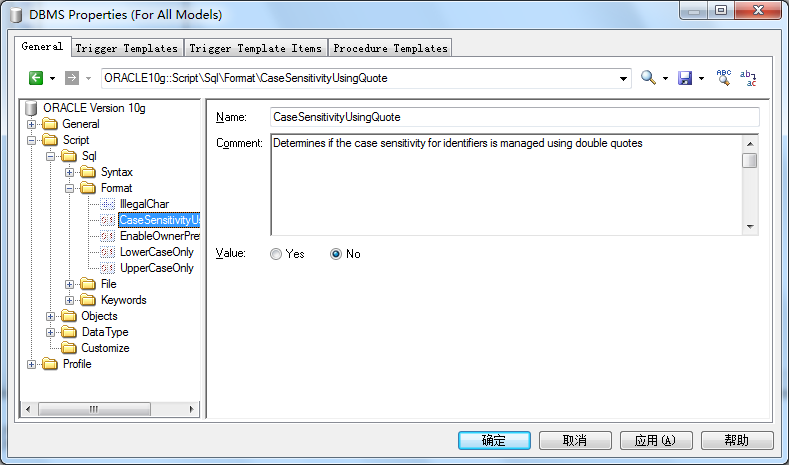 DBMS Properties (For All Models)
General Trigger Templates Trigger Template Items Procedure Templates
ORACLE10g::Script\Sql\Format\CaseSensitivityUsingQuote
ABC
ab
ac
ORACLE Version 10g
General
Script
Sql
Syntax
Format
IllegalChar
CaseSensitivityU
EnableOwnerPre
LowerCaseOnly
UpperCaseOnly
File
Keywords
Objects
DataType
Customize
Profile
Name: CaseSensitivityUsingQuote
Comment: Determines if the case sensitivity for identifiers is managed using double quotes
Value: Yes No
确定 取消 应用(A) 帮助